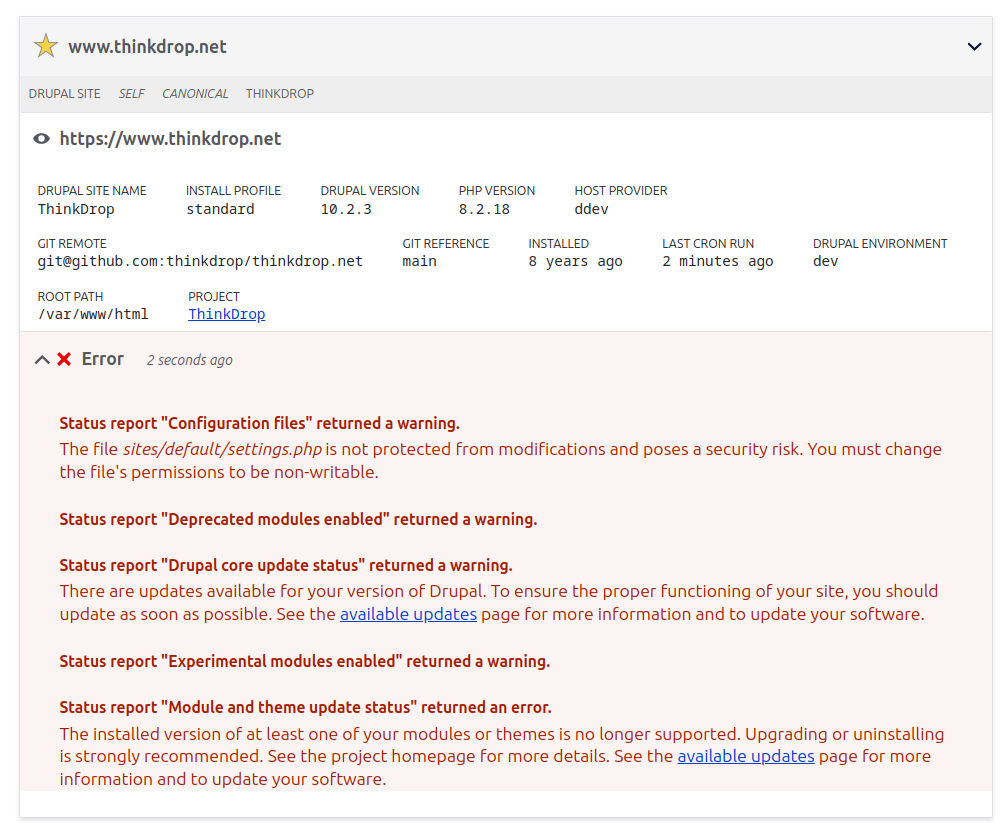 www.thinkdrop.net
DRUPAL SITE SELF CANONICAL THINKDROP
https://www.thinkdrop.net
DRUPAL SITE NAME INSTALL PROFILE DRUPAL VERSION PHP VERSION HOST PROVIDER
ThinkDrop standard 10.2.3 8.2.18 ddev
GIT REMOTE GIT REFERENCE INSTALLED LAST CRON RUN DRUPAL ENVIRONMENT
git@github.com:thinkdrop/thinkdrop.net main 8 years ago 2 minutes ago dev
ROOT PATH PROJECT
/var/www/html ThinkDrop
Error 2 seconds ago
Status report "Configuration files" returned a warning.
The file sites/default/settings.php is not protected from modifications and poses a security risk. You must change
the file's permissions to be non-writable.
Status report "Deprecated modules enabled" returned a warning.
Status report "Drupal core update status" returned a warning.
There are updates available for your version of Drupal. To ensure the proper functioning of your site, you should
update as soon as possible. See the available updates page for more information and to update your software.
Status report "Experimental modules enabled" returned a warning.
Status report "Module and theme update status" returned an error.
The installed version of at least one of your modules or themes is no longer supported. Upgrading or uninstalling
is strongly recommended. See the project homepage for more details. See the available updates page for more
information and to update your software.